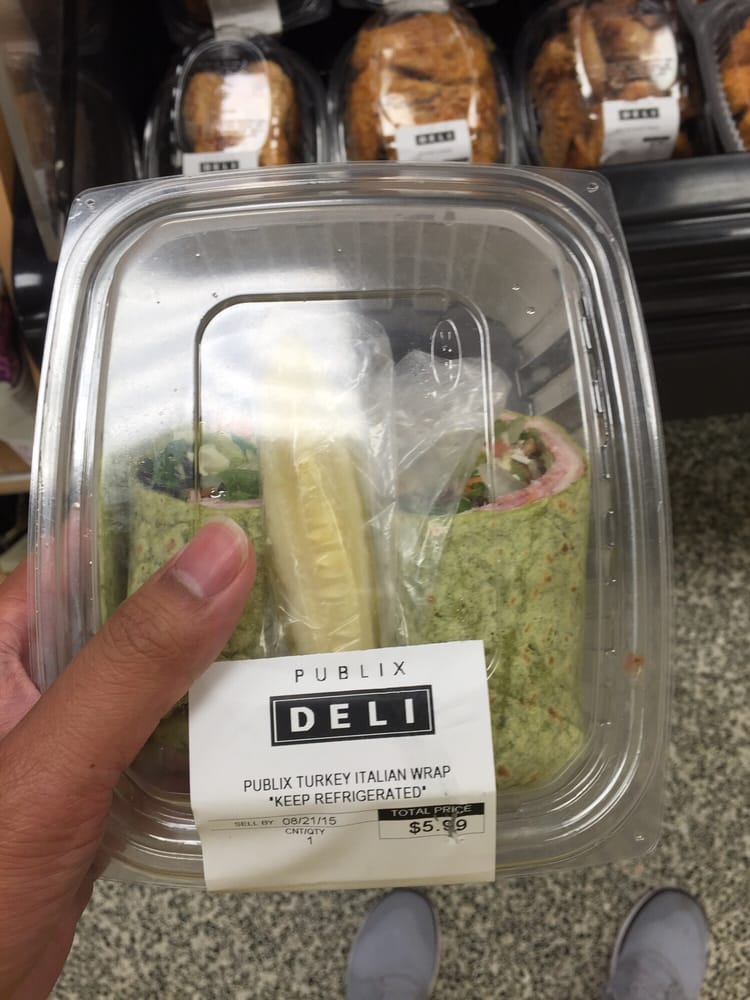 DELI
DELI
DELI
PUBLIX
DELI
PUBLIX TURKEY ITALIAN WRAP
*KEEP REFRIGERATED*
SELL BY 08/21/15
CNT/QTY
1
TOTAL PRICE
$5.99